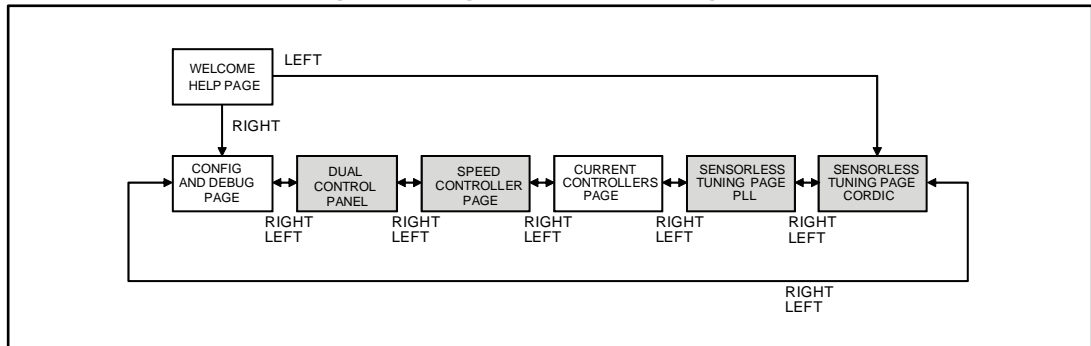 LEFT
WELCOME
HELP PAGE
RIGHT
CONFIG
AND DEBUG
PAGE
DUAL
CONTROL
PANEL
SPEED
CONTROLLER
PAGE
CURRENT
CONTROLLERS
PAGE
SENSORLESS
TUNING PAGE
PLL
SENSORLESS
TUNING PAGE
CORDIC
RIGHT
LEFT
RIGHT
LEFT
RIGHT
LEFT
RIGHT
LEFT
RIGHT
LEFT
RIGHT
LEFT